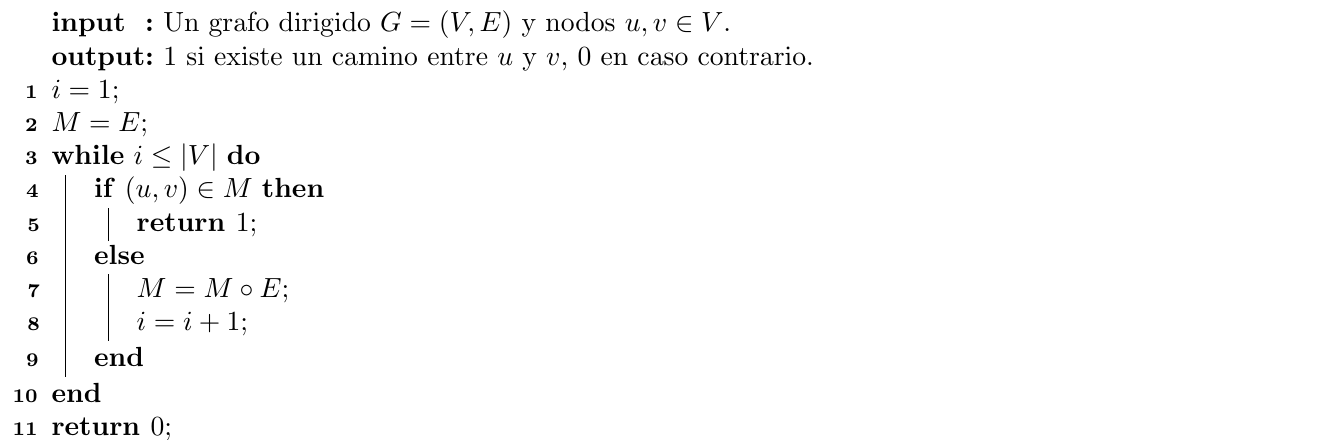 input : Un grafo dirigido G = (V, E) y nodos u, v ∈ V.
output: 1 si existe un camino entre u y v, 0 en caso contrario.
1 i = 1;
2 M = E;
3 while i ≤ |V| do
4 if (u, v) ∈ M then
5 return 1;
6 else
7 M = M ∘ E;
8 i = i + 1;
9 end
10 end
11 return 0;